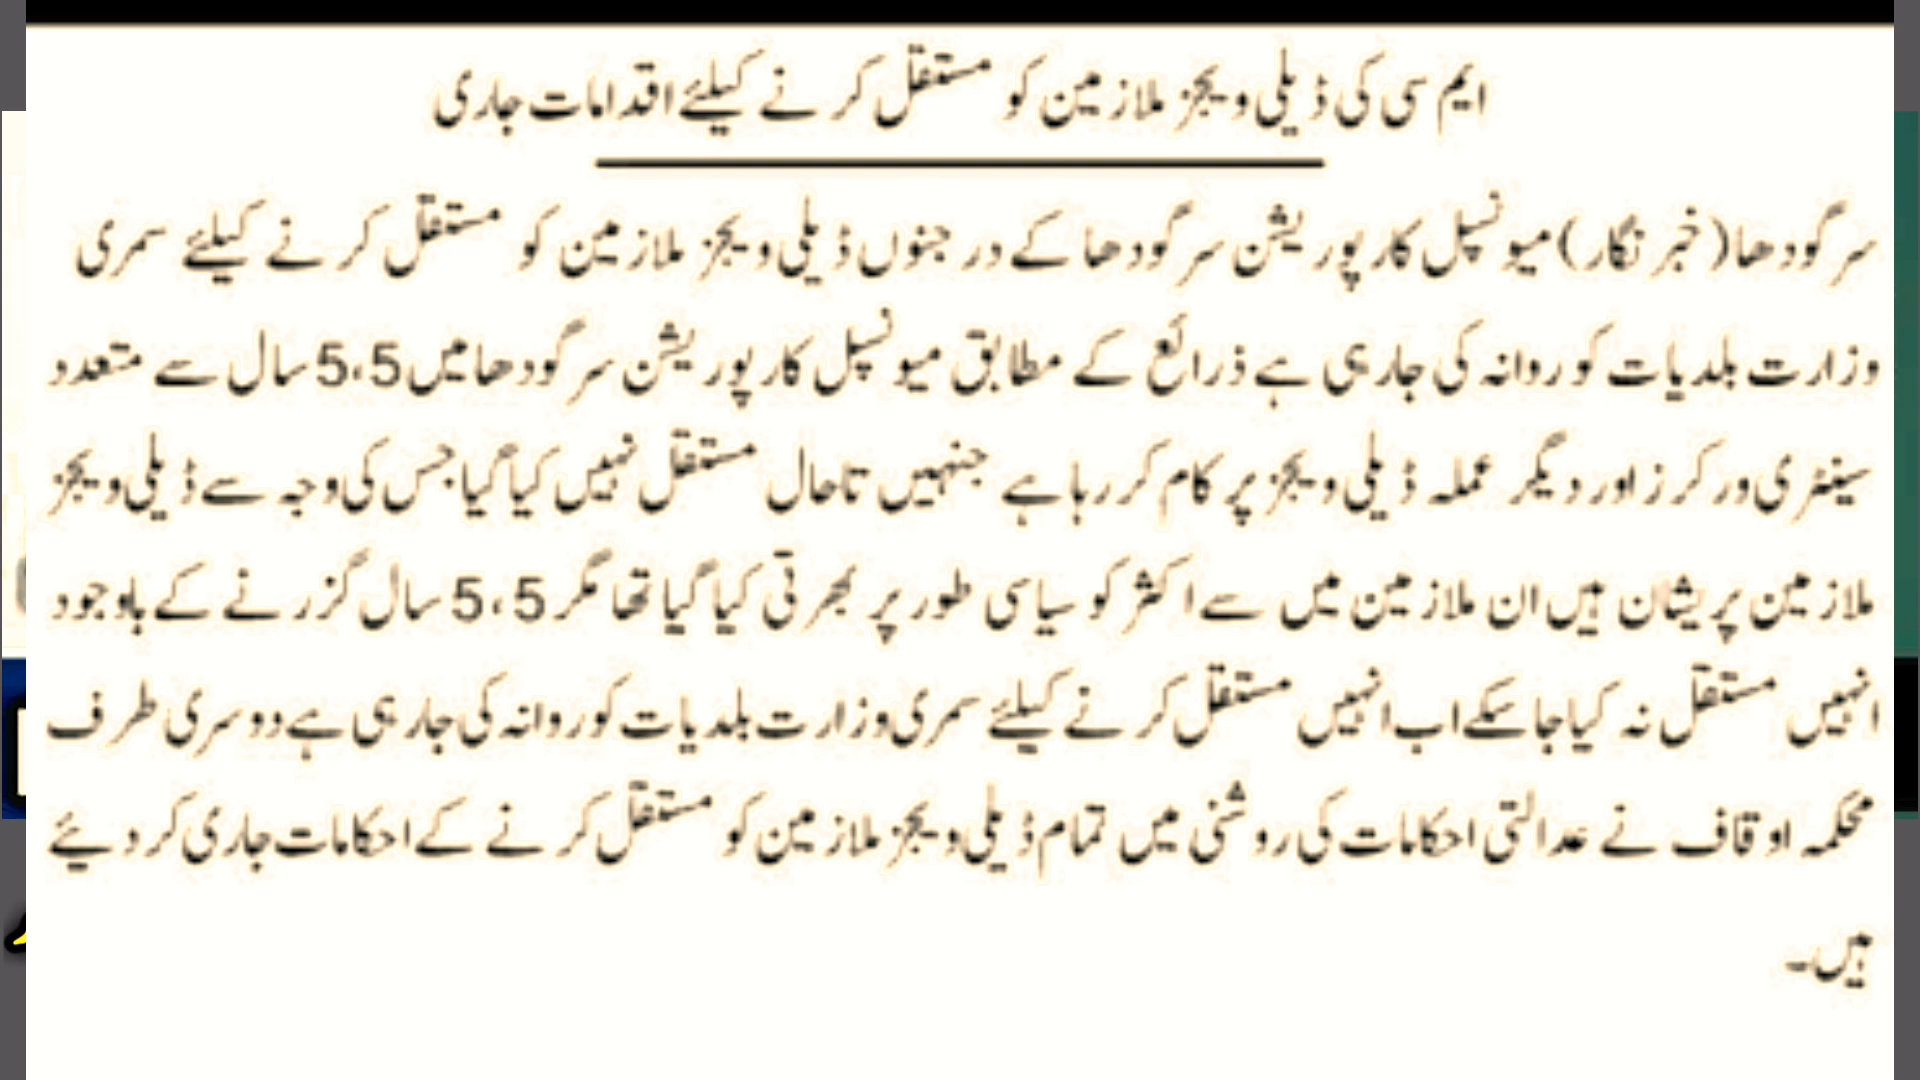 ایم سی کی ڈیلی ویجز ملازمین کو مستقل کرنے کیلئے اقدامات جاری
سرگودھا(خبر نگار)میونسپل کارپوریشن سرگودھا کے درجنوں ڈیلی ویجز ملازمین کو مستقل کرنے کیلئے سمری
وزارت بلدیات کو روانہ کی جارہی ہے ذرائع کے مطابق میونسپل کارپوریشن سرگودھا میں5،5 سال سے متعدد
سینٹری ورکرز اور دیگر عملہ ڈیلی ویجز پر کام کررہا ہے جنہیں تاحال مستقل نہیں کیا گیا جس کی وجہ سے ڈیلی ویجز
ملازمین پریشان ہیں ان ملازمین میں سے اکثر کو سیاسی طور پر بھرتی کیا گیا تھا مگر 5،5 سال گزرنے کے باوجود
انہیں مستقل نہ کیا جاسکے اب انہیں مستقل کرنے کیلئے سمری وزارت بلدیات کو روانہ کی جارہی ہے دوسری طرف
محکمہ اوقاف نے عدالتی احکامات کی روشنی میں تمام ڈیلی ویجز ملازمین کو مستقل کرنے کے احکامات جاری کردیئے
ہیں۔